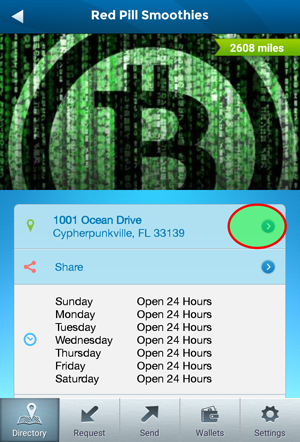 Red Pill Smoothies
2608 miles
1001 Ocean Drive
Cypherpunkville, FL 33139
Share
Sunday Open 24 Hours
Monday Open 24 Hours
Tuesday Open 24 Hours
Wednesday Open 24 Hours
Thursday Open 24 Hours
Friday Open 24 Hours
Saturday Open 24 Hours
Directory Request Send Wallets Settings